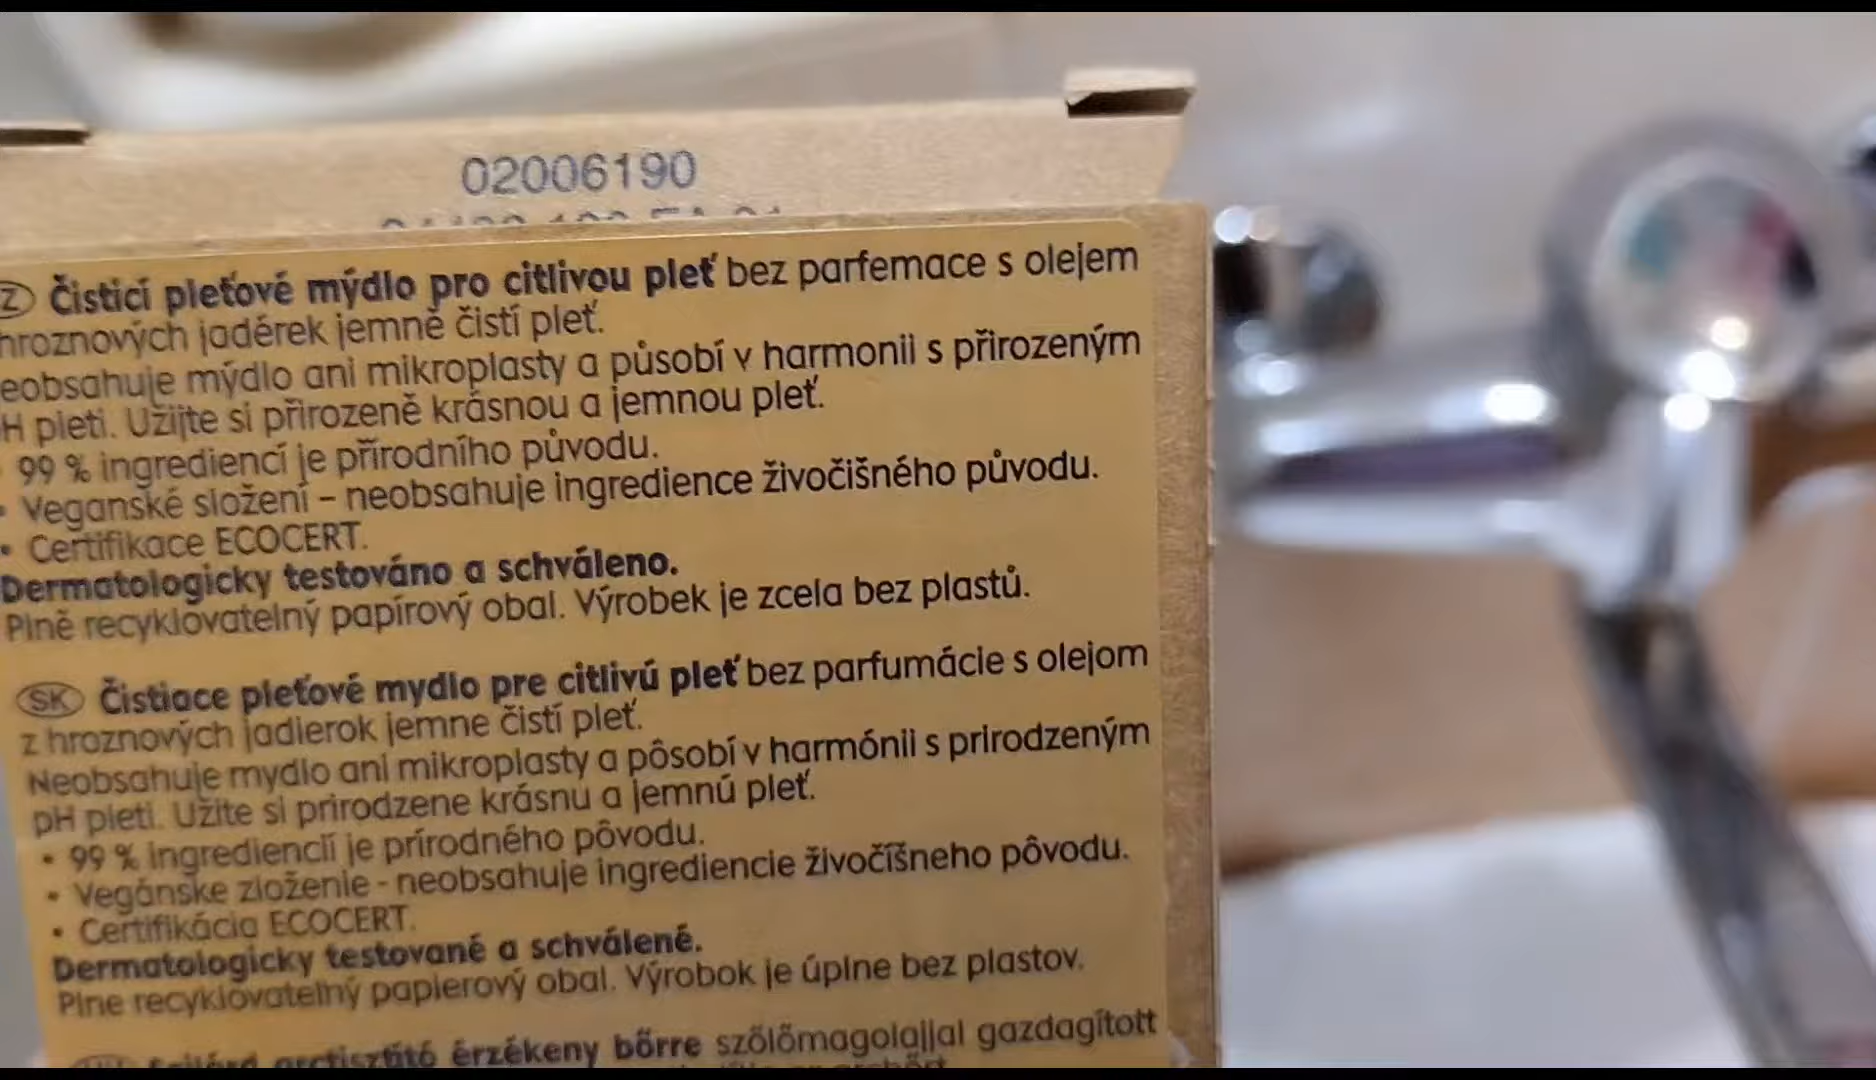 02006190
Čisticí pleťové mýdlo pro citlivou pleť bez parfemace s olejem
hroznových jadérek jemně čistí pleť.
eobsahuje mýdlo ani mikroplasty a působí v harmonii s přirozeným
H pleti. Užijte si přirozeně krásnou a jemnou pleť.
99 % ingrediencí je přírodního původu.
• Veganské složení – neobsahuje ingredience živočišného původu.
• Certifikace ECOCERT.
Dermatologicky testováno a schváleno.
Plně recyklovatelný papírový obal. Výrobek je zcela bez plastů.
SK Čistiace pleťové mydlo pre citlivú pleť bez parfumácie s olejom
z hroznových jadierok jemne čistí pleť.
Neobsahuje mydlo ani mikroplasty a pôsobí v harmónii s prirodzeným
pH pleti. Užite si prirodzene krásnu a jemnú pleť.
• 99 % ingrediencií je prírodného pôvodu.
• Vegánske zloženie - neobsahuje ingrediencie živočíšneho pôvodu.
• Certifikácia ECOCERT.
Dermatologicky testované a schválené.
Plne recyklovateľný papierový obal. Výrobok je úplne bez plastov.
érzékeny bőrre szőlőmagolajjal gazdagított